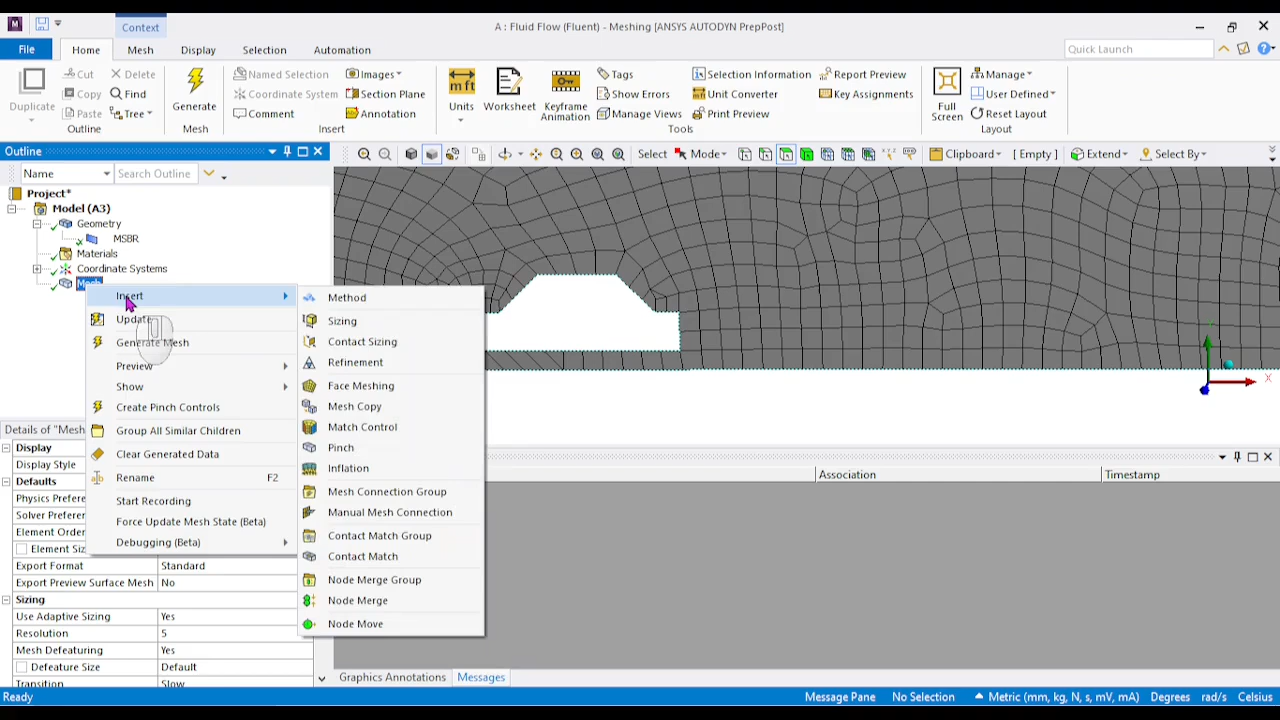 Context
A : Fluid Flow (Fluent) - Meshing [ANSYS AUTODYN PrepPost]
File Home Mesh Display Selection Automation Quick Launch
Duplicate Cut Copy Paste Delete Find Tree Outline
Generate Mesh
Named Selection Coordinate System Comment Images Section Plane Annotation Insert
Units Worksheet Keyframe Animation Tags Show Errors Manage Views Selection Information Unit Converter Print Preview Report Preview Key Assignments Tools
Full Screen Manage User Defined Reset Layout Layout
Outline
Select Mode Clipboard [ Empty ] Extend Select By
Name Search Outline
Project*
Model (A3)
Geometry
MSBR
Materials
Coordinate Systems
Mesh
Insert
Update
Generate Mesh
Preview
Show
Create Pinch Controls
Group All Similar Children
Clear Generated Data
Rename F2
Start Recording
Force Update Mesh State (Beta)
Debugging (Beta)
Method
Sizing
Contact Sizing
Refinement
Face Meshing
Mesh Copy
Match Control
Pinch
Inflation
Mesh Connection Group
Manual Mesh Connection
Contact Match Group
Contact Match
Node Merge Group
Node Merge
Node Move
X
Details of "Mesh
Display
Display Style
Defaults
Physics Prefere
Solver Preferer
Element Order
Element Siz
Export Format Standard
Export Preview Surface Mesh No
Sizing
Use Adaptive Sizing Yes
Resolution 5
Mesh Defeaturing Yes
Defeature Size Default
Transition Slow
Association Timestamp
Graphics Annotations Messages
Ready Message Pane No Selection Metric (mm, kg, N, s, mV, mA) Degrees rad/s Celsius